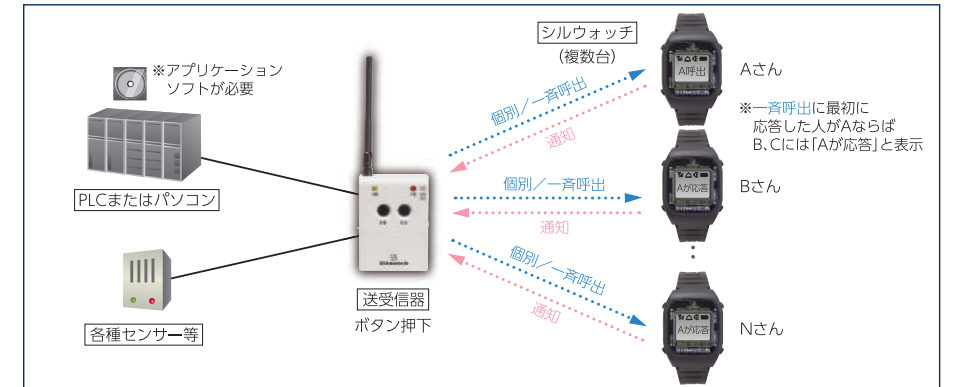 ※アプリケーション
ソフトが必要
PLCまたはパソコン
各種センサー等
送受信器
ボタン押下
シルウォッチ
(複数台)
個別／一斉呼出
通知
A呼出
Aさん
※一斉呼出に最初に
応答した人がAならば
B、Cには「Aが応答」と表示
個別／一斉呼出
通知
Aが応答
Bさん
個別／一斉呼出
通知
Aが応答
Nさん